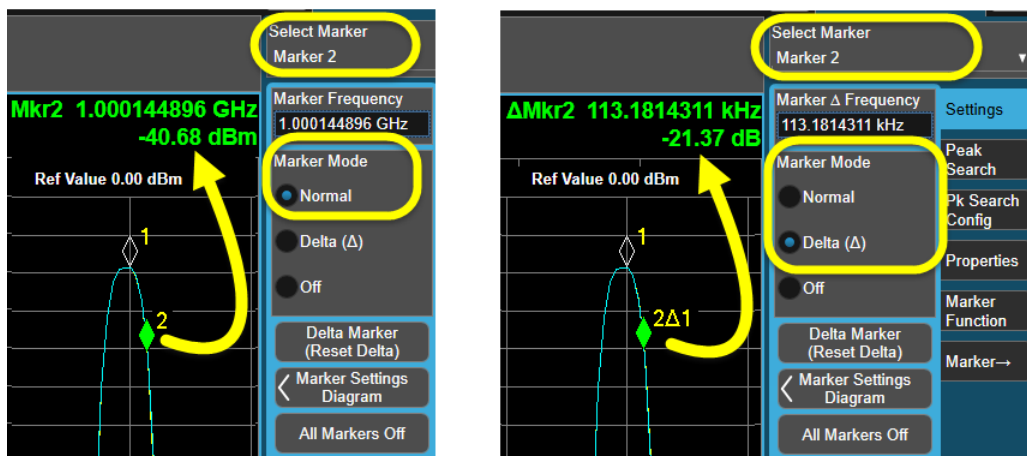 Select Marker
Marker 2
Mkr2 1.000144896 GHz
-40.68 dBm
Ref Value 0.00 dBm
1
2
Marker Frequency
1.000144896 GHz
Marker Mode
Normal
Delta (Δ)
Off
Delta Marker
(Reset Delta)
Marker Settings
Diagram
All Markers Off
Select Marker
Marker 2
ΔMkr2 113.1814311 kHz
-21.37 dB
Ref Value 0.00 dBm
1
2Δ1
Marker Δ Frequency
113.1814311 kHz
Marker Mode
Normal
Delta (Δ)
Off
Delta Marker
(Reset Delta)
Marker Settings
Diagram
All Markers Off
Settings
Peak
Search
Pk Search
Config
Properties
Marker
Function
Marker→